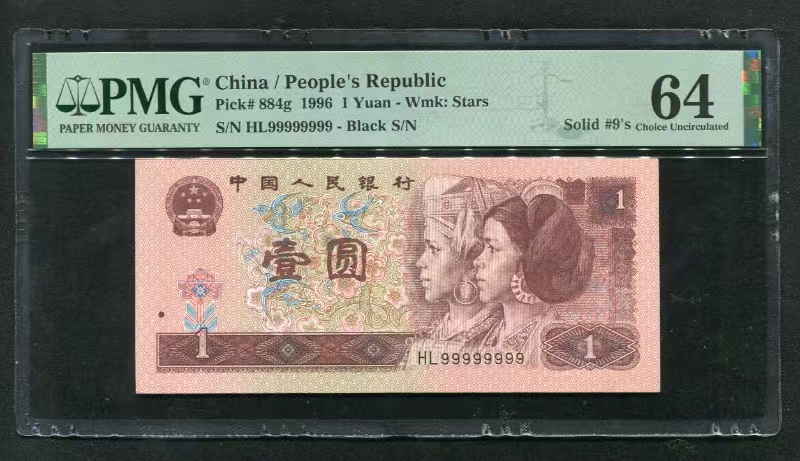 PMG®
PAPER MONEY GUARANTY
China / People's Republic
Pick# 884g 1996 1 Yuan - Wmk: Stars
S/N HL99999999 - Black S/N
64
Solid #9's Choice Uncirculated
中国人民银行
1
壹圆
1
HL99999999
1